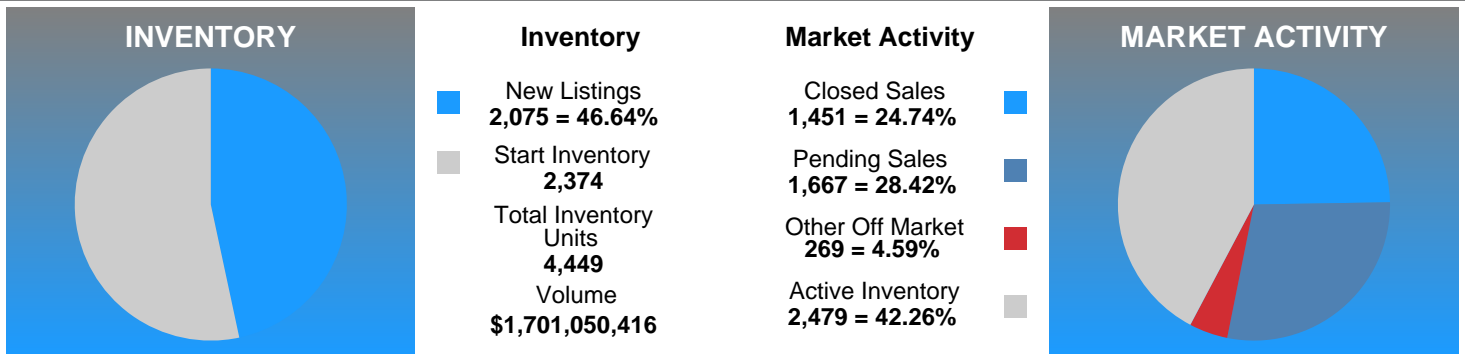 INVENTORY
Inventory
New Listings
2,075 = 46.64%
Start Inventory
2,374
Total Inventory
Units
4,449
Volume
$1,701,050,416
Market Activity
Closed Sales
1,451 = 24.74%
Pending Sales
1,667 = 28.42%
Other Off Market
269 = 4.59%
Active Inventory
2,479 = 42.26%
MARKET ACTIVITY